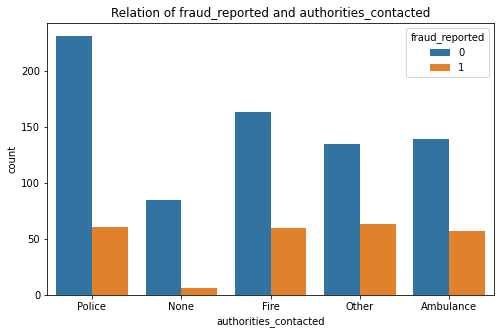 Relation of fraud_reported and authorities_contacted
fraud_reported
0
1
200
150
100
50
0
count
Police None Fire Other Ambulance
authorities_contacted